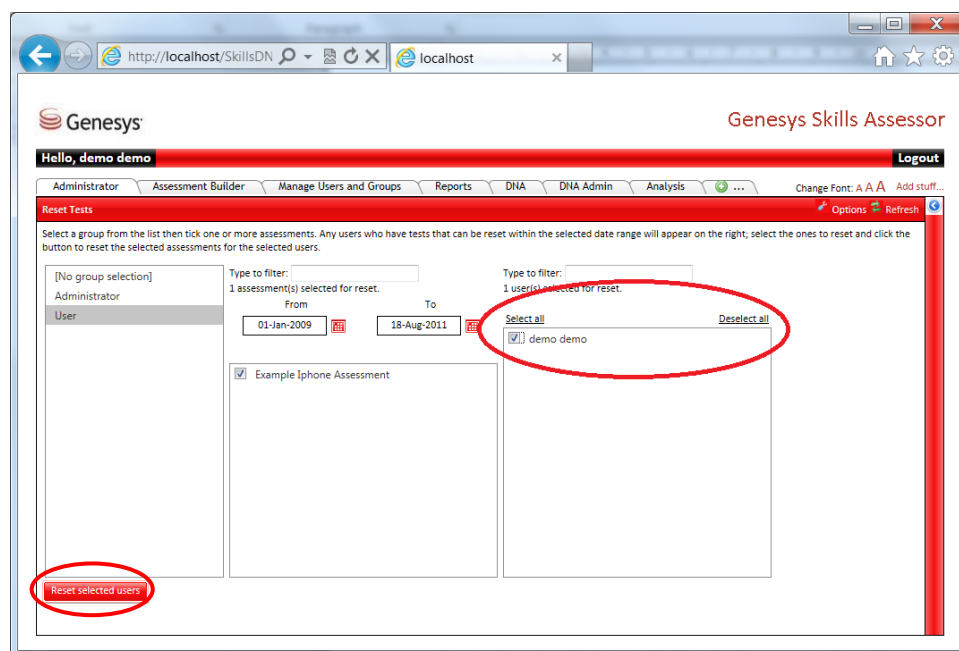 http://localhost/SkillsDN
localhost
Genesys
Genesys Skills Assessor
Hello, demo demo
Logout
Administrator
Assessment Builder
Manage Users and Groups
Reports
DNA
DNA Admin
Analysis
...
Change Font: A A A
Add stuff...
Reset Tests
Options
Refresh
Select a group from the list then tick one or more assessments. Any users who have tests that can be reset within the selected date range will appear on the right; select the ones to reset and click the
button to reset the selected assessments for the selected users.
[No group selection]
Administrator
User
Type to filter:
1 assessment(s) selected for reset.
From
To
01-Jan-2009
18-Aug-2011
Example Iphone Assessment
Type to filter:
1 user(s) selected for reset.
Select all
Deselect all
demo demo
Reset selected users